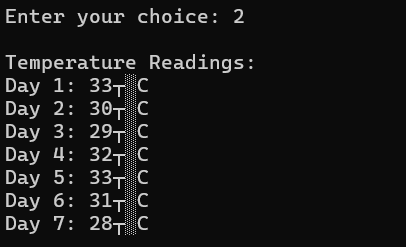 Enter your choice: 2
Temperature Readings:
Day 1: 33┬░C
Day 2: 30┬░C
Day 3: 29┬░C
Day 4: 32┬░C
Day 5: 33┬░C
Day 6: 31┬░C
Day 7: 28┬░C